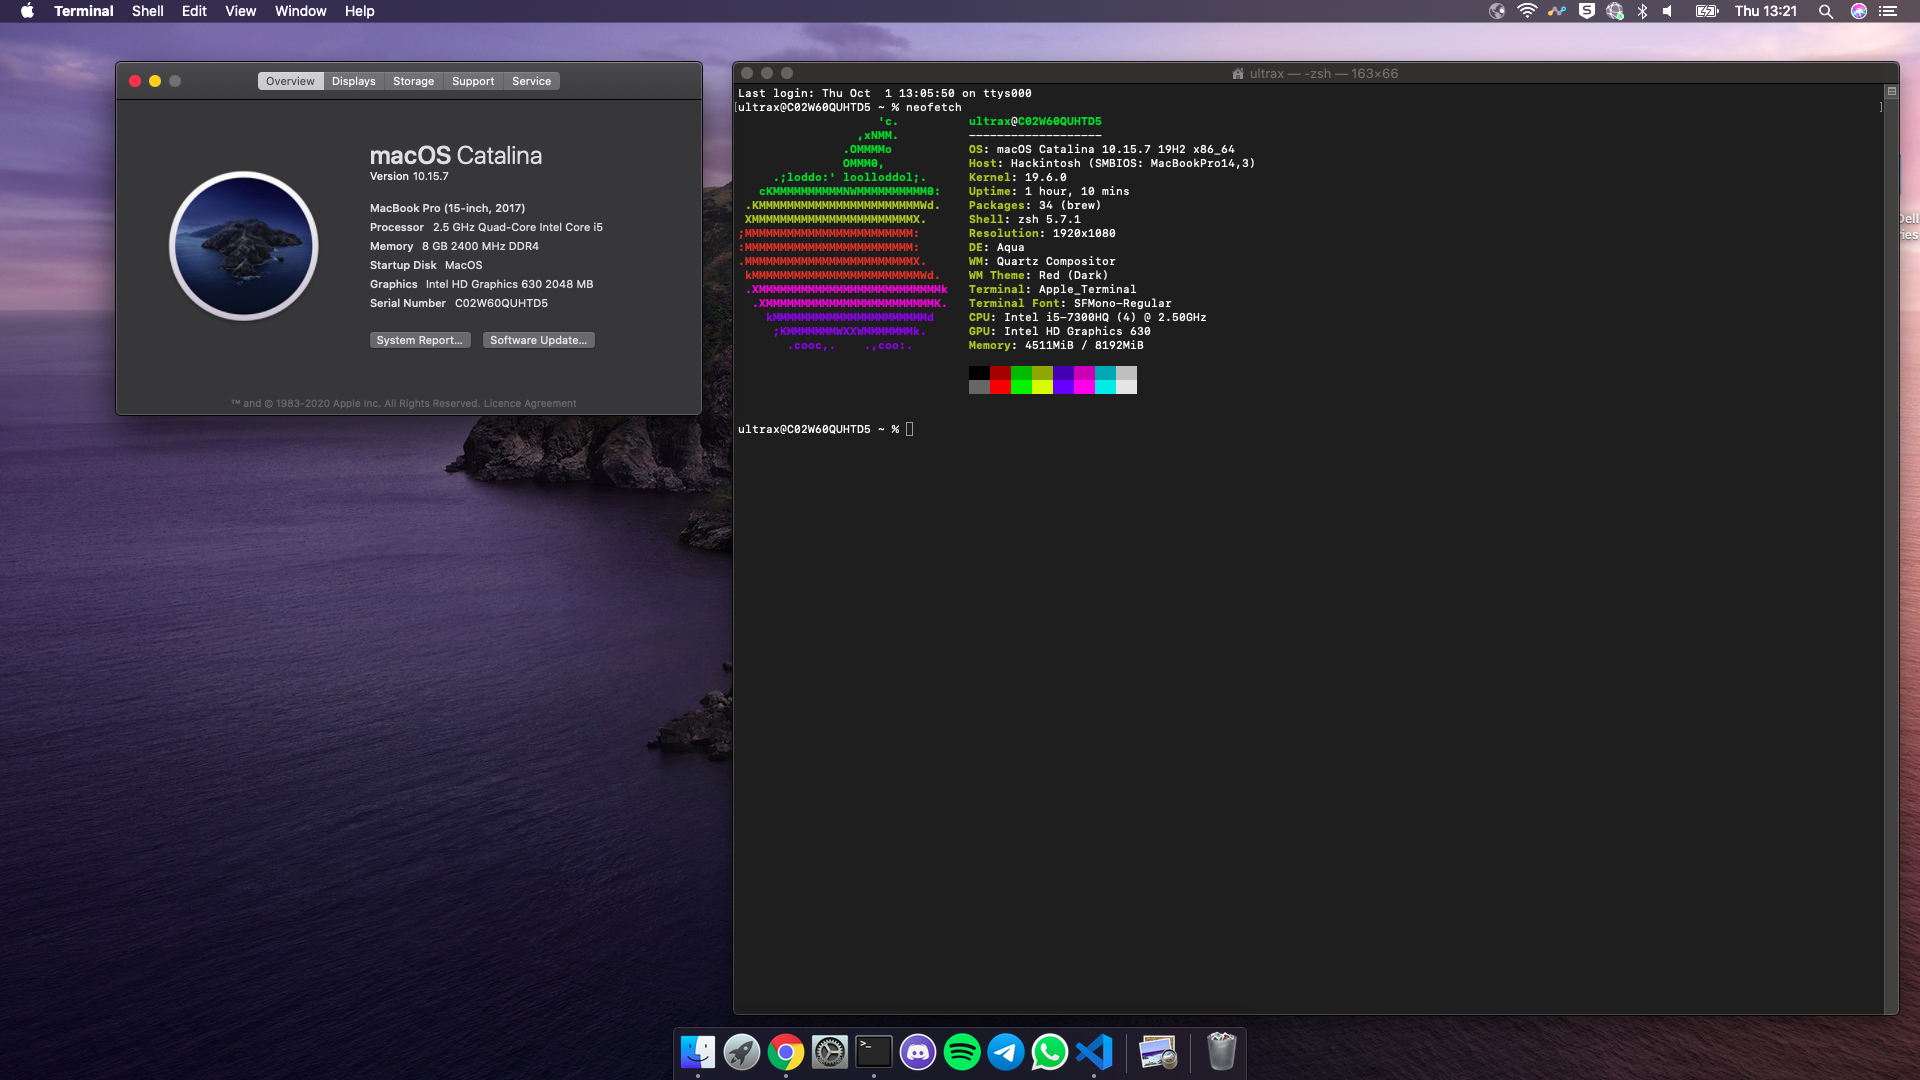 Terminal Shell Edit View Window Help
Thu 13:21
Overview Displays Storage Support Service
macOS Catalina
Version 10.15.7
MacBook Pro (15-inch, 2017)
Processor 2.5 GHz Quad-Core Intel Core i5
Memory 8 GB 2400 MHz DDR4
Startup Disk MacOS
Graphics Intel HD Graphics 630 2048 MB
Serial Number C02W60QUHTD5
System Report... Software Update...
™ and © 1983-2020 Apple Inc. All Rights Reserved. Licence Agreement
ultrax — -zsh — 163×66
Last login: Thu Oct  1 13:05:50 on ttys000
[ultrax@C02W60QUHTD5 ~ % neofetch ]
'c. ultrax@C02W60QUHTD5
,xNMM. -------------------
.OMMMMo OS: macOS Catalina 10.15.7 19H2 x86_64
OMMM0, Host: Hackintosh (SMBIOS: MacBookPro14,3)
.;loddo:' loolloddol;. Kernel: 19.6.0
cKMMMMMMMMMMNWMMMMMMMMMM0: Uptime: 1 hour, 10 mins
.KMMMMMMMMMMMMMMMMMMMMMMMWd. Packages: 34 (brew)
XMMMMMMMMMMMMMMMMMMMMMMMX. Shell: zsh 5.7.1
;MMMMMMMMMMMMMMMMMMMMMMMM: Resolution: 1920x1080
:MMMMMMMMMMMMMMMMMMMMMMMM: DE: Aqua
.MMMMMMMMMMMMMMMMMMMMMMMMX. WM: Quartz Compositor
kMMMMMMMMMMMMMMMMMMMMMMMMWd. WM Theme: Red (Dark)
.XMMMMMMMMMMMMMMMMMMMMMMMMMMk Terminal: Apple_Terminal
.XMMMMMMMMMMMMMMMMMMMMMMMMK. Terminal Font: SFMono-Regular
kMMMMMMMMMMMMMMMMMMMMMMd CPU: Intel i5-7300HQ (4) @ 2.50GHz
;KMMMMMMMWXXWMMMMMMMk. GPU: Intel HD Graphics 630
.cooc,.    .,coo:. Memory: 4511MiB / 8192MiB
ultrax@C02W60QUHTD5 ~ %